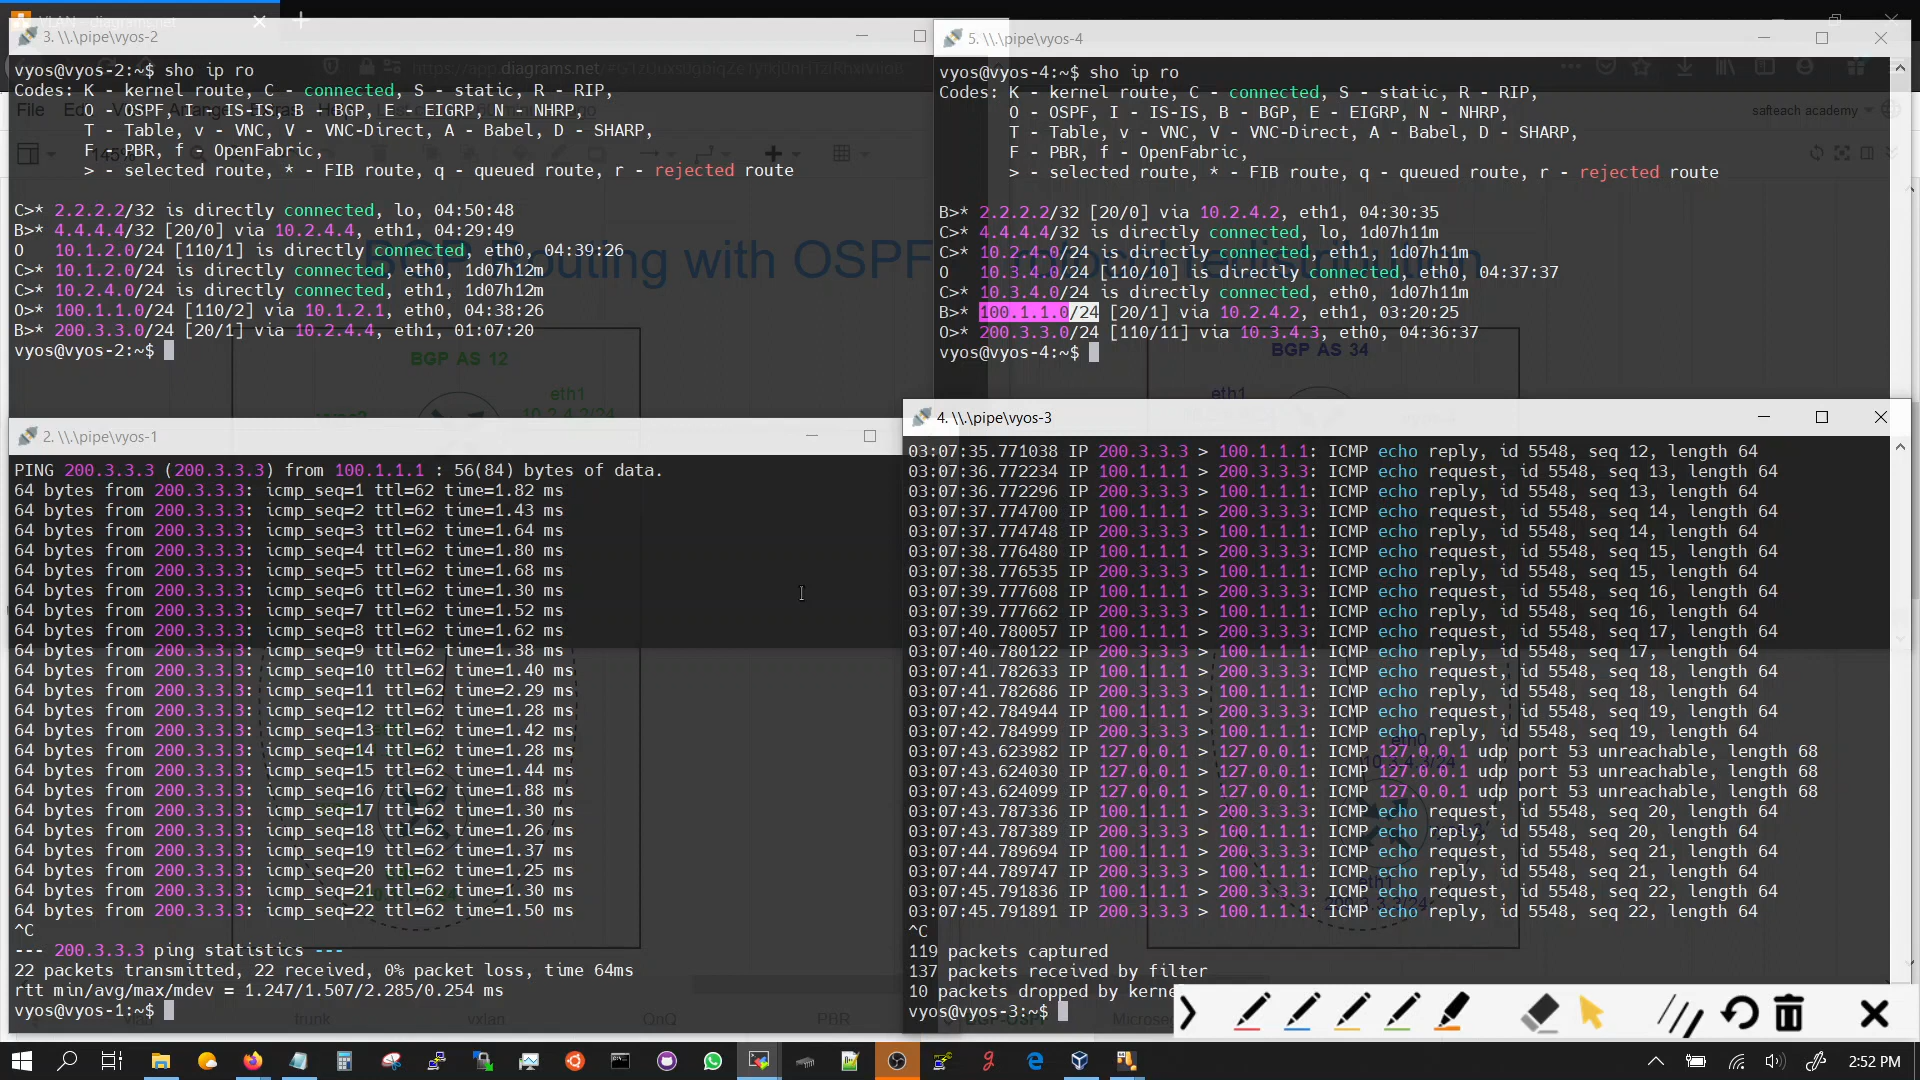 VLAN - diagrams.net
3. \\.\pipe\vyos-2
vyos@vyos-2:~$ sho ip ro
Codes: K - kernel route, C - connected, S - static, R - RIP,
O - OSPF, I - IS-IS, B - BGP, E - EIGRP, N - NHRP,
T - Table, v - VNC, V - VNC-Direct, A - Babel, D - SHARP,
F - PBR, f - OpenFabric,
> - selected route, * - FIB route, q - queued route, r - rejected route
C>* 2.2.2.2/32 is directly connected, lo, 04:50:48
B>* 4.4.4.4/32 [20/0] via 10.2.4.4, eth1, 04:29:49
O   10.1.2.0/24 [110/1] is directly connected, eth0, 04:39:26
C>* 10.1.2.0/24 is directly connected, eth0, 1d07h12m
C>* 10.2.4.0/24 is directly connected, eth1, 1d07h12m
O>* 100.1.1.0/24 [110/2] via 10.1.2.1, eth0, 04:38:26
B>* 200.3.3.0/24 [20/1] via 10.2.4.4, eth1, 01:07:20
vyos@vyos-2:~$
5. \\.\pipe\vyos-4
vyos@vyos-4:~$ sho ip ro
Codes: K - kernel route, C - connected, S - static, R - RIP,
O - OSPF, I - IS-IS, B - BGP, E - EIGRP, N - NHRP,
T - Table, v - VNC, V - VNC-Direct, A - Babel, D - SHARP,
F - PBR, f - OpenFabric,
> - selected route, * - FIB route, q - queued route, r - rejected route
B>* 2.2.2.2/32 [20/0] via 10.2.4.2, eth1, 04:30:35
C>* 4.4.4.4/32 is directly connected, lo, 1d07h11m
C>* 10.2.4.0/24 is directly connected, eth1, 1d07h11m
O   10.3.4.0/24 [110/10] is directly connected, eth0, 04:37:37
C>* 10.3.4.0/24 is directly connected, eth0, 1d07h11m
B>* 100.1.1.0/24 [20/1] via 10.2.4.2, eth1, 03:20:25
O>* 200.3.3.0/24 [110/11] via 10.3.4.3, eth0, 04:36:37
vyos@vyos-4:~$
safteach academy
File
145%
BGP Routing with OSPF
redistribution
BGP AS 12
eth1
10.2.4.2/24
BGP AS 34
eth1
2. \\.\pipe\vyos-1
PING 200.3.3.3 (200.3.3.3) from 100.1.1.1 : 56(84) bytes of data.
64 bytes from 200.3.3.3: icmp_seq=1 ttl=62 time=1.82 ms
64 bytes from 200.3.3.3: icmp_seq=2 ttl=62 time=1.43 ms
64 bytes from 200.3.3.3: icmp_seq=3 ttl=62 time=1.64 ms
64 bytes from 200.3.3.3: icmp_seq=4 ttl=62 time=1.80 ms
64 bytes from 200.3.3.3: icmp_seq=5 ttl=62 time=1.68 ms
64 bytes from 200.3.3.3: icmp_seq=6 ttl=62 time=1.30 ms
64 bytes from 200.3.3.3: icmp_seq=7 ttl=62 time=1.52 ms
64 bytes from 200.3.3.3: icmp_seq=8 ttl=62 time=1.62 ms
64 bytes from 200.3.3.3: icmp_seq=9 ttl=62 time=1.38 ms
64 bytes from 200.3.3.3: icmp_seq=10 ttl=62 time=1.40 ms
64 bytes from 200.3.3.3: icmp_seq=11 ttl=62 time=2.29 ms
64 bytes from 200.3.3.3: icmp_seq=12 ttl=62 time=1.28 ms
64 bytes from 200.3.3.3: icmp_seq=13 ttl=62 time=1.42 ms
64 bytes from 200.3.3.3: icmp_seq=14 ttl=62 time=1.28 ms
64 bytes from 200.3.3.3: icmp_seq=15 ttl=62 time=1.44 ms
64 bytes from 200.3.3.3: icmp_seq=16 ttl=62 time=1.88 ms
64 bytes from 200.3.3.3: icmp_seq=17 ttl=62 time=1.30 ms
64 bytes from 200.3.3.3: icmp_seq=18 ttl=62 time=1.26 ms
64 bytes from 200.3.3.3: icmp_seq=19 ttl=62 time=1.37 ms
64 bytes from 200.3.3.3: icmp_seq=20 ttl=62 time=1.25 ms
64 bytes from 200.3.3.3: icmp_seq=21 ttl=62 time=1.30 ms
64 bytes from 200.3.3.3: icmp_seq=22 ttl=62 time=1.50 ms
^C
--- 200.3.3.3 ping statistics ---
22 packets transmitted, 22 received, 0% packet loss, time 64ms
rtt min/avg/max/mdev = 1.247/1.507/2.285/0.254 ms
vyos@vyos-1:~$
4. \\.\pipe\vyos-3
03:07:35.771038 IP 200.3.3.3 > 100.1.1.1: ICMP echo reply, id 5548, seq 12, length 64
03:07:36.772234 IP 100.1.1.1 > 200.3.3.3: ICMP echo request, id 5548, seq 13, length 64
03:07:36.772296 IP 200.3.3.3 > 100.1.1.1: ICMP echo reply, id 5548, seq 13, length 64
03:07:37.774700 IP 100.1.1.1 > 200.3.3.3: ICMP echo request, id 5548, seq 14, length 64
03:07:37.774748 IP 200.3.3.3 > 100.1.1.1: ICMP echo reply, id 5548, seq 14, length 64
03:07:38.776480 IP 100.1.1.1 > 200.3.3.3: ICMP echo request, id 5548, seq 15, length 64
03:07:38.776535 IP 200.3.3.3 > 100.1.1.1: ICMP echo reply, id 5548, seq 15, length 64
03:07:39.777608 IP 100.1.1.1 > 200.3.3.3: ICMP echo request, id 5548, seq 16, length 64
03:07:39.777662 IP 200.3.3.3 > 100.1.1.1: ICMP echo reply, id 5548, seq 16, length 64
03:07:40.780057 IP 100.1.1.1 > 200.3.3.3: ICMP echo request, id 5548, seq 17, length 64
03:07:40.780122 IP 200.3.3.3 > 100.1.1.1: ICMP echo reply, id 5548, seq 17, length 64
03:07:41.782633 IP 100.1.1.1 > 200.3.3.3: ICMP echo request, id 5548, seq 18, length 64
03:07:41.782686 IP 200.3.3.3 > 100.1.1.1: ICMP echo reply, id 5548, seq 18, length 64
03:07:42.784944 IP 100.1.1.1 > 200.3.3.3: ICMP echo request, id 5548, seq 19, length 64
03:07:42.784999 IP 200.3.3.3 > 100.1.1.1: ICMP echo reply, id 5548, seq 19, length 64
03:07:43.623982 IP 127.0.0.1 > 127.0.0.1: ICMP 127.0.0.1 udp port 53 unreachable, length 68
03:07:43.624030 IP 127.0.0.1 > 127.0.0.1: ICMP 127.0.0.1 udp port 53 unreachable, length 68
03:07:43.624099 IP 127.0.0.1 > 127.0.0.1: ICMP 127.0.0.1 udp port 53 unreachable, length 68
03:07:43.787336 IP 100.1.1.1 > 200.3.3.3: ICMP echo request, id 5548, seq 20, length 64
03:07:43.787389 IP 200.3.3.3 > 100.1.1.1: ICMP echo reply, id 5548, seq 20, length 64
03:07:44.789694 IP 100.1.1.1 > 200.3.3.3: ICMP echo request, id 5548, seq 21, length 64
03:07:44.789747 IP 200.3.3.3 > 100.1.1.1: ICMP echo reply, id 5548, seq 21, length 64
03:07:45.791836 IP 100.1.1.1 > 200.3.3.3: ICMP echo request, id 5548, seq 22, length 64
03:07:45.791891 IP 200.3.3.3 > 100.1.1.1: ICMP echo reply, id 5548, seq 22, length 64
^C
119 packets captured
137 packets received by filter
10 packets dropped by kerne
vyos@vyos-3:~$
vlan
trunk
vxlan
QnQ
PBR
BGP-OSPF
2:52 PM